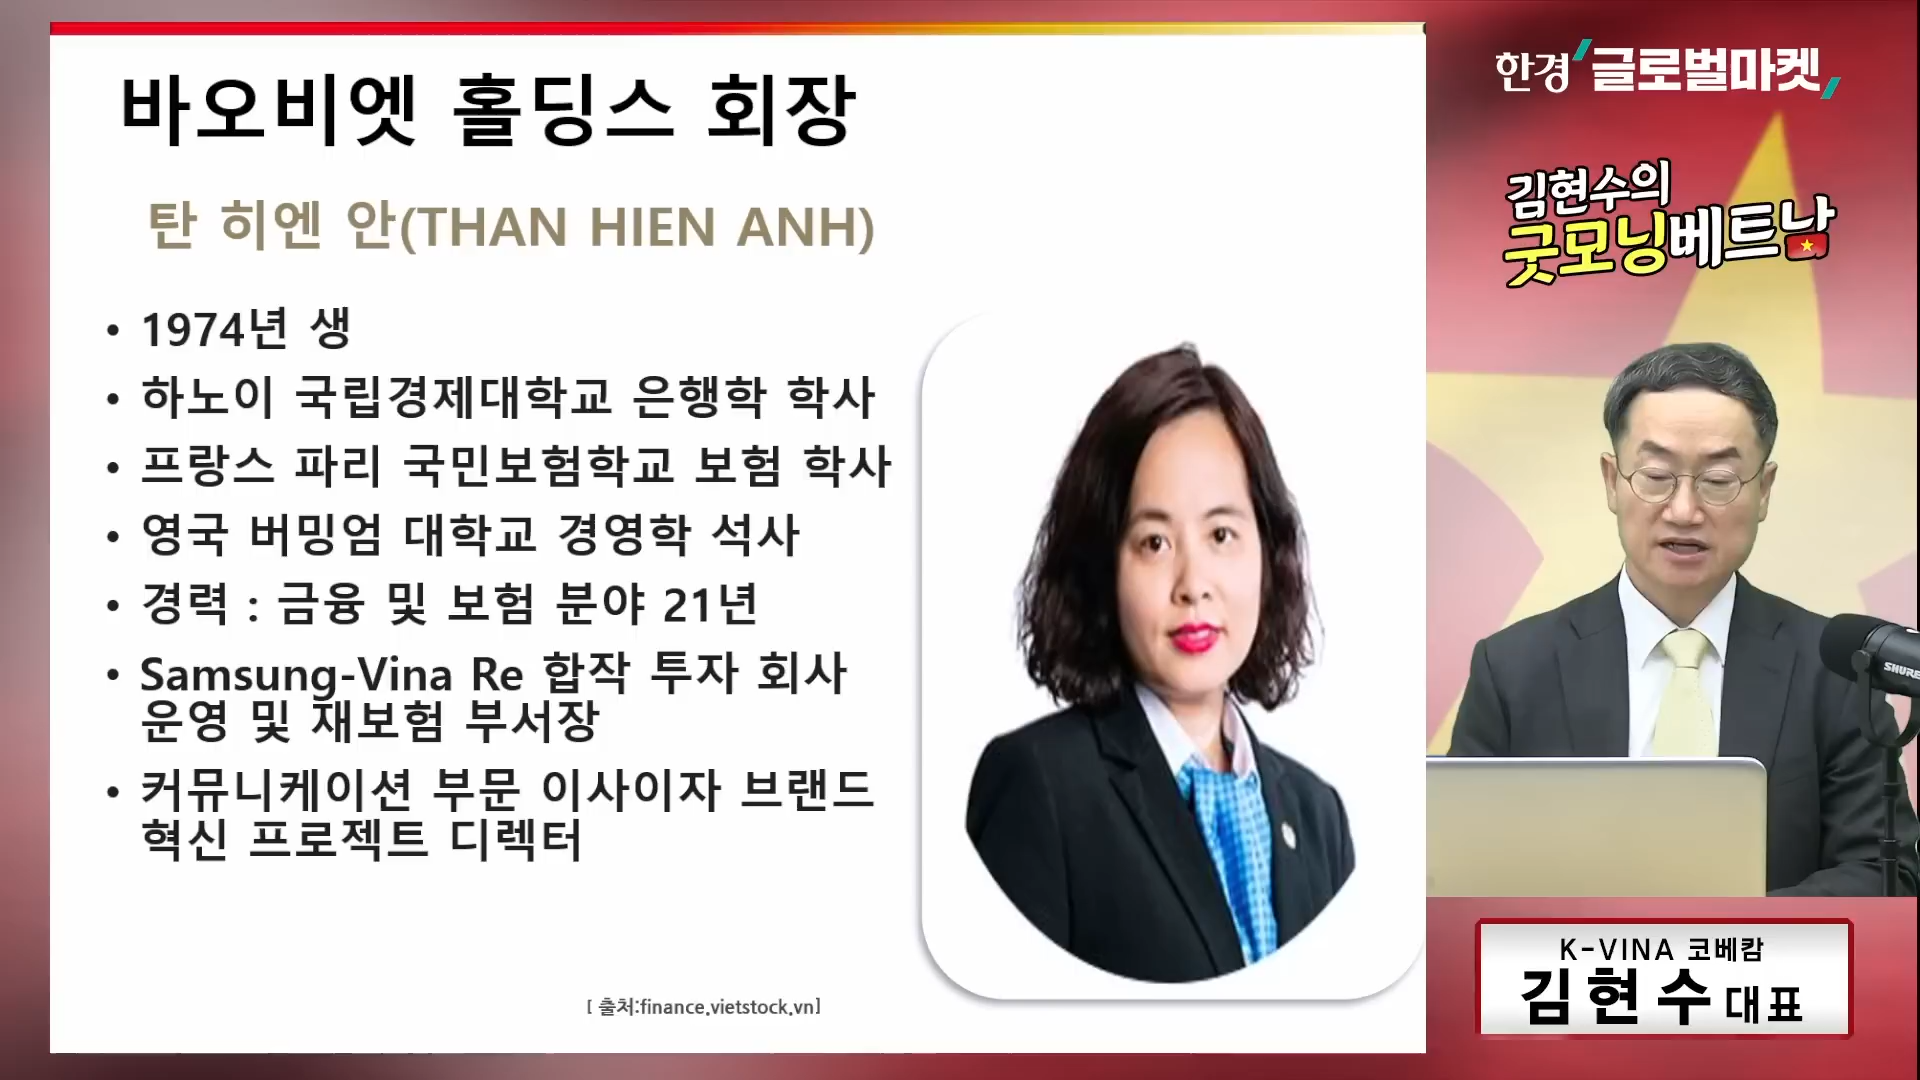 바오비엣 홀딩스 회장
탄 히엔 안(THAN HIEN ANH)
• 1974년 생
• 하노이 국립경제대학교 은행학 학사
• 프랑스 파리 국민보험학교 보험 학사
• 영국 버밍엄 대학교 경영학 석사
• 경력 : 금융 및 보험 분야 21년
• Samsung-Vina Re 합작 투자 회사
운영 및 재보험 부서장
• 커뮤니케이션 부문 이사이자 브랜드
혁신 프로젝트 디렉터
[ 출처:finance.vietstock.vn]
한경 글로벌마켓
김현수의
굿모닝베트남
SHURE
K-VINA 코베캄
김현수 대표